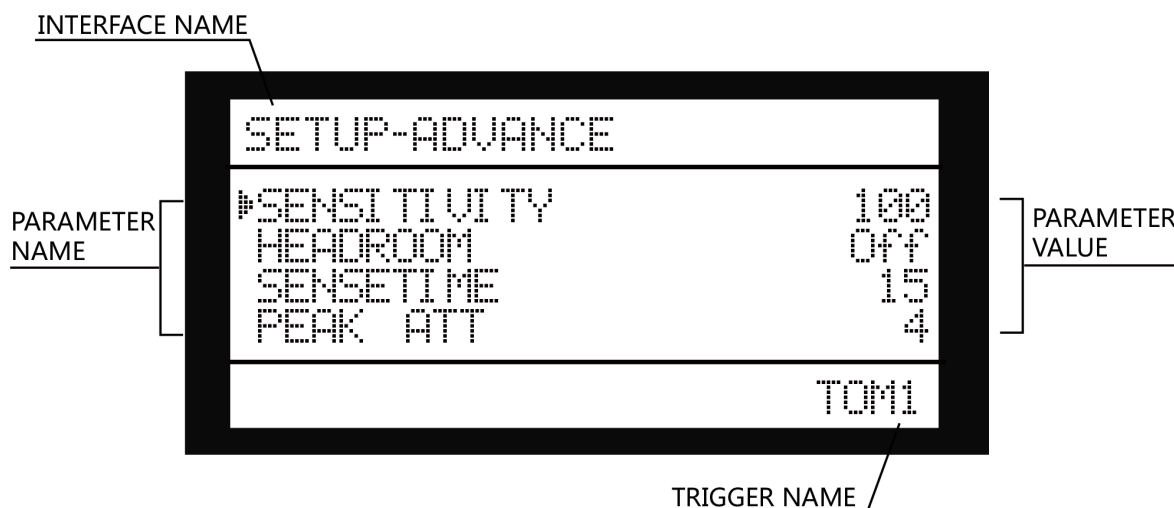 INTERFACE NAME
SETUP-ADVANCE
PARAMETER
NAME
SENSITIVITY 100
HEADROOM Off
SENSETIME 15
PEAK ATT 4
PARAMETER
VALUE
TOM1
TRIGGER NAME